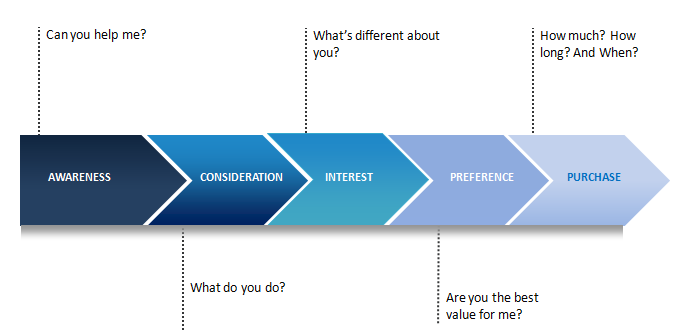 Can you help me?
What's different about
you?
How much? How
long? And When?
AWARENESS
CONSIDERATION
INTEREST
PREFERENCE
PURCHASE
What do you do?
Are you the best
value for me?